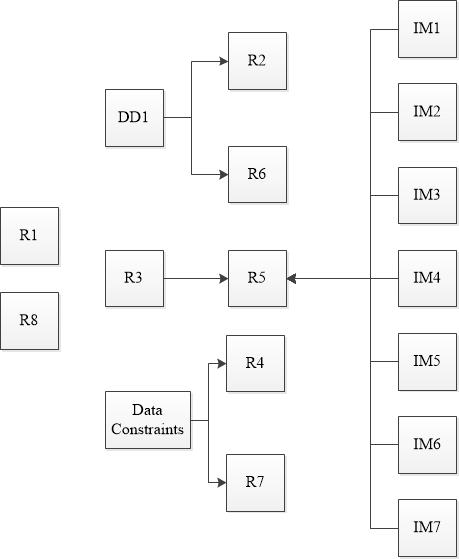 IM1
R2
IM2
DD1
R6
IM3
R1
R3
R5
IM4
R8
R4
IM5
Data
Constraints
IM6
R7
IM7